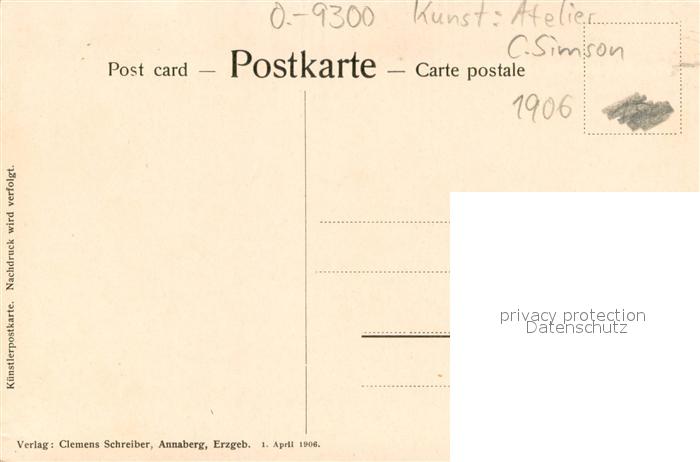 O.-9300 Kunst: Atelier
C. Simson
Post card — Postkarte — Carte postale
1906
Künstlerpostkarte. Nachdruck wird verfolgt.
privacy protection
Datenschutz
Verlag: Clemens Schreiber, Annaberg, Erzgeb. 1. April 1906.